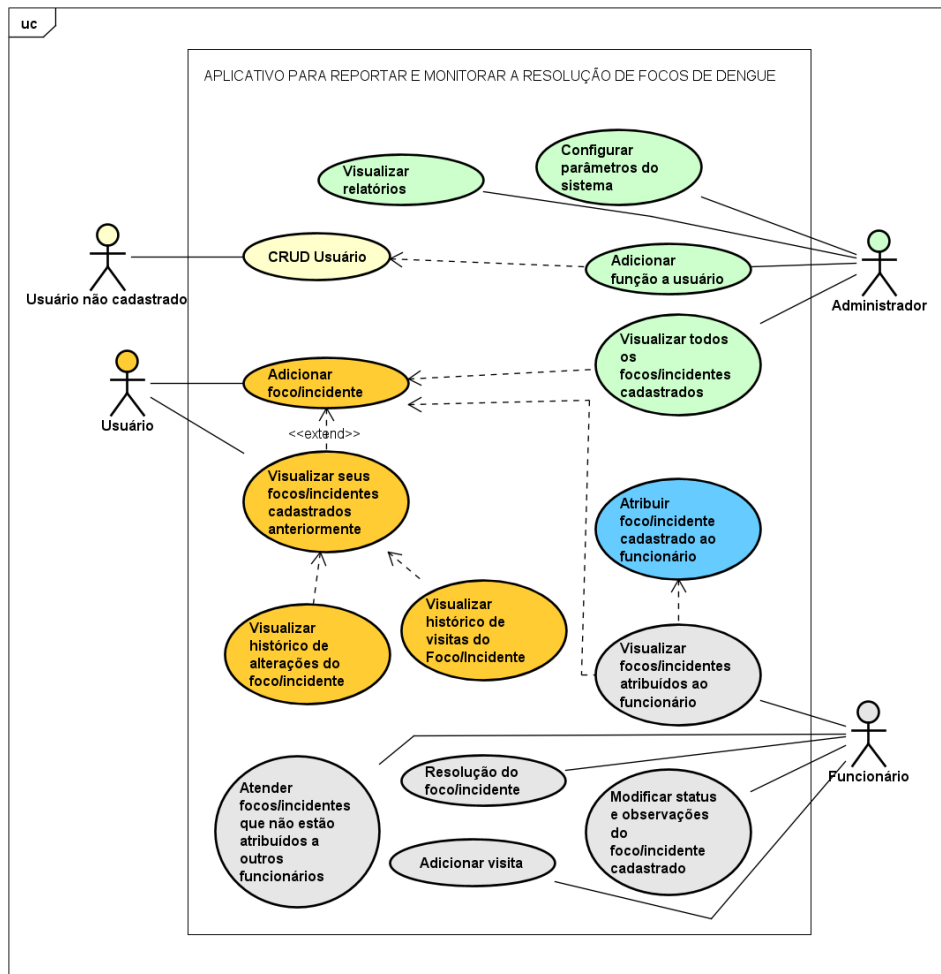 uc
APLICATIVO PARA REPORTAR E MONITORAR A RESOLUÇÃO DE FOCOS DE DENGUE
Configurar
parâmetros do
sistema
Visualizar
relatórios
CRUD Usuário
Adicionar
função a usuário
Usuário não cadastrado
Administrador
Visualizar todos
os
focos/incidentes
cadastrados
Adicionar
foco/incidente
Usuário
<<extend>>
Visualizar seus
focos/incidentes
cadastrados
anteriormente
Atribuir
foco/incidente
cadastrado ao
funcionário
Visualizar
histórico de
alterações do
foco/incidente
Visualizar
histórico de
visitas do
Foco/Incidente
Visualizar
focos/incidentes
atribuídos ao
funcionário
Funcionário
Atender
focos/incidentes
que não estão
atribuídos a
outros
funcionários
Resolução do
foco/incidente
Modificar status
e observações
do
foco/incidente
cadastrado
Adicionar visita